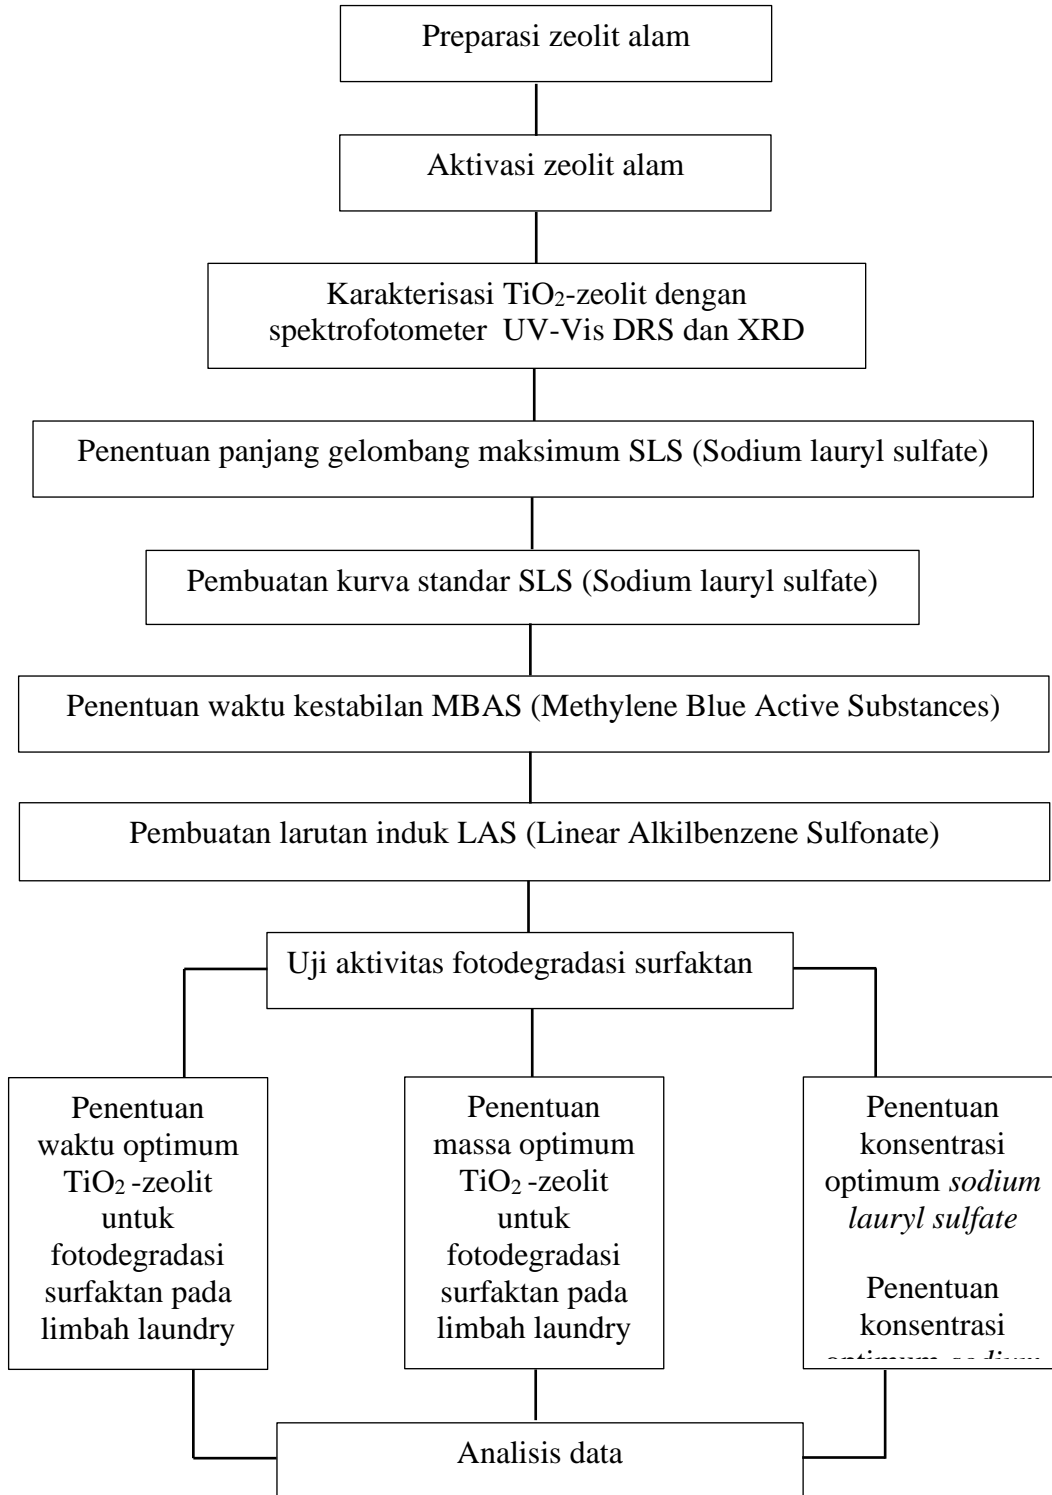 Preparasi zeolit alam
Aktivasi zeolit alam
Karakterisasi TiO2-zeolit dengan
spektrofotometer UV-Vis DRS dan XRD
Penentuan panjang gelombang maksimum SLS (Sodium lauryl sulfate)
Pembuatan kurva standar SLS (Sodium lauryl sulfate)
Penentuan waktu kestabilan MBAS (Methylene Blue Active Substances)
Pembuatan larutan induk LAS (Linear Alkilbenzene Sulfonate)
Uji aktivitas fotodegradasi surfaktan
Penentuan
waktu optimum
TiO2 -zeolit
untuk
fotodegradasi
surfaktan pada
limbah laundry
Penentuan
massa optimum
TiO2 -zeolit
untuk
fotodegradasi
surfaktan pada
limbah laundry
Penentuan
konsentrasi
optimum sodium
lauryl sulfate
Penentuan
konsentrasi
optimum sodium
Analisis data